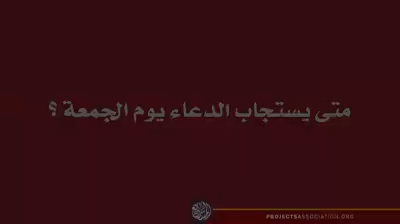 متى يستجاب الدعاء يوم الجمعة ؟
PROJECTSASSOCIATION.ORG